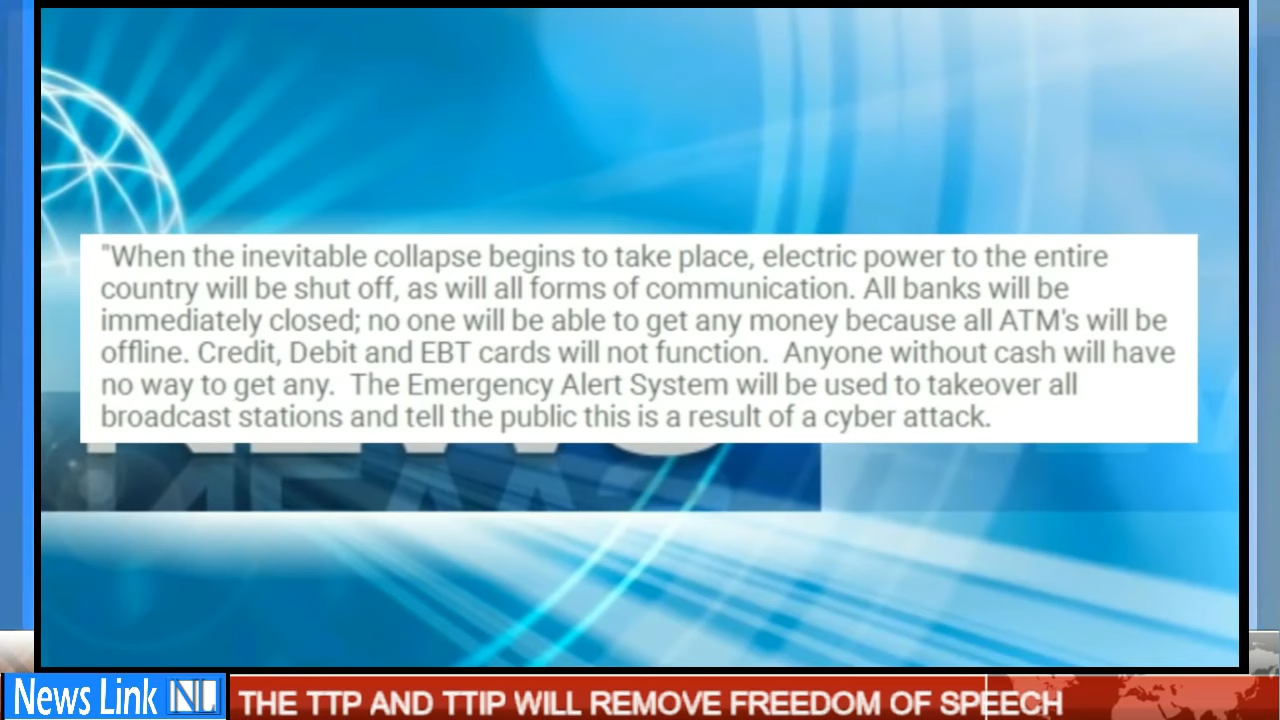 "When the inevitable collapse begins to take place, electric power to the entire
country will be shut off, as will all forms of communication. All banks will be
immediately closed; no one will be able to get any money because all ATM's will be
offline. Credit, Debit and EBT cards will not function.  Anyone without cash will have
no way to get any.  The Emergency Alert System will be used to takeover all
broadcast stations and tell the public this is a result of a cyber attack.
News Link NL THE TTP AND TTIP WILL REMOVE FREEDOM OF SPEECH